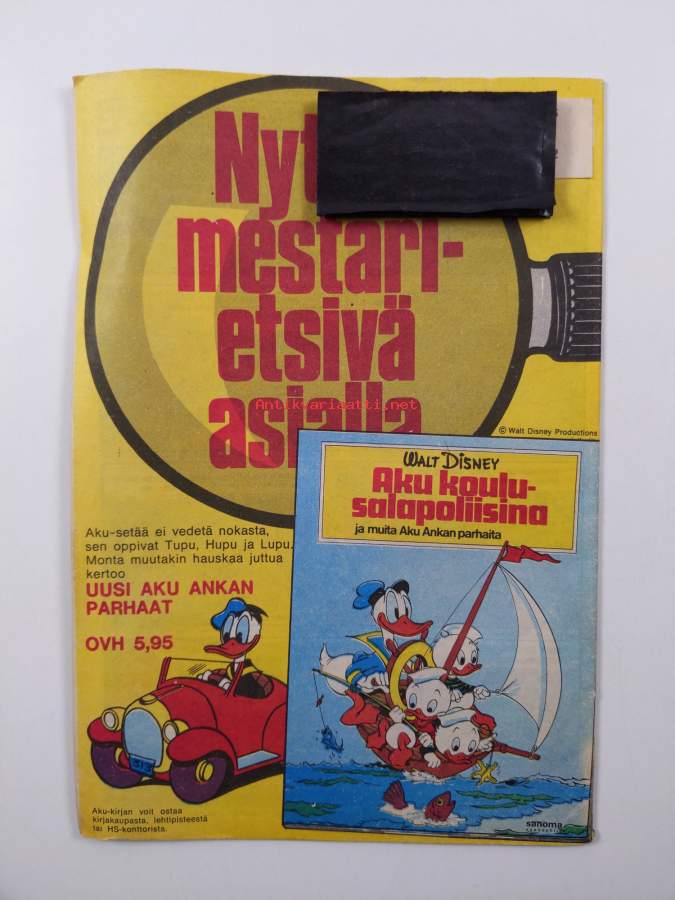 Nyt
mestari-
etsivä
asialla
Antikvariaatti.net
© Walt Disney Productions
WALT DISNEY
Aku koulu-
salapoliisina
ja muita Aku Ankan parhaita
Aku-setää ei vedetä nokasta,
sen oppivat Tupu, Hupu ja Lupu.
Monta muutakin hauskaa juttua
kertoo
UUSI AKU ANKAN
PARHAAT
OVH 5,95
313
Aku-kirjan voit ostaa
kirjakaupasta, lehtipisteestä
tai HS-konttorista.
sanoma